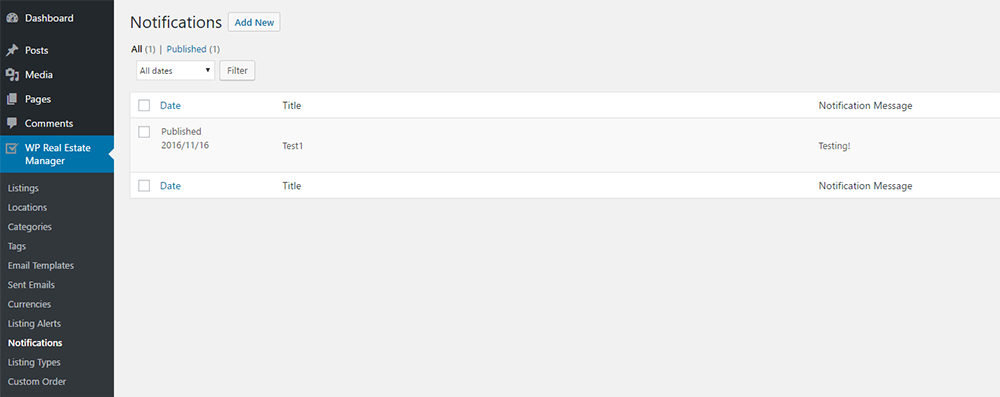 Dashboard
Posts
Media
Pages
Comments
WP Real Estate
Manager
Listings
Locations
Categories
Tags
Email Templates
Sent Emails
Currencies
Listing Alerts
Notifications
Listing Types
Custom Order
Notifications Add New
All (1) | Published (1)
All dates Filter
Date Title Notification Message
Published
2016/11/16 Test1 Testing!
Date Title Notification Message